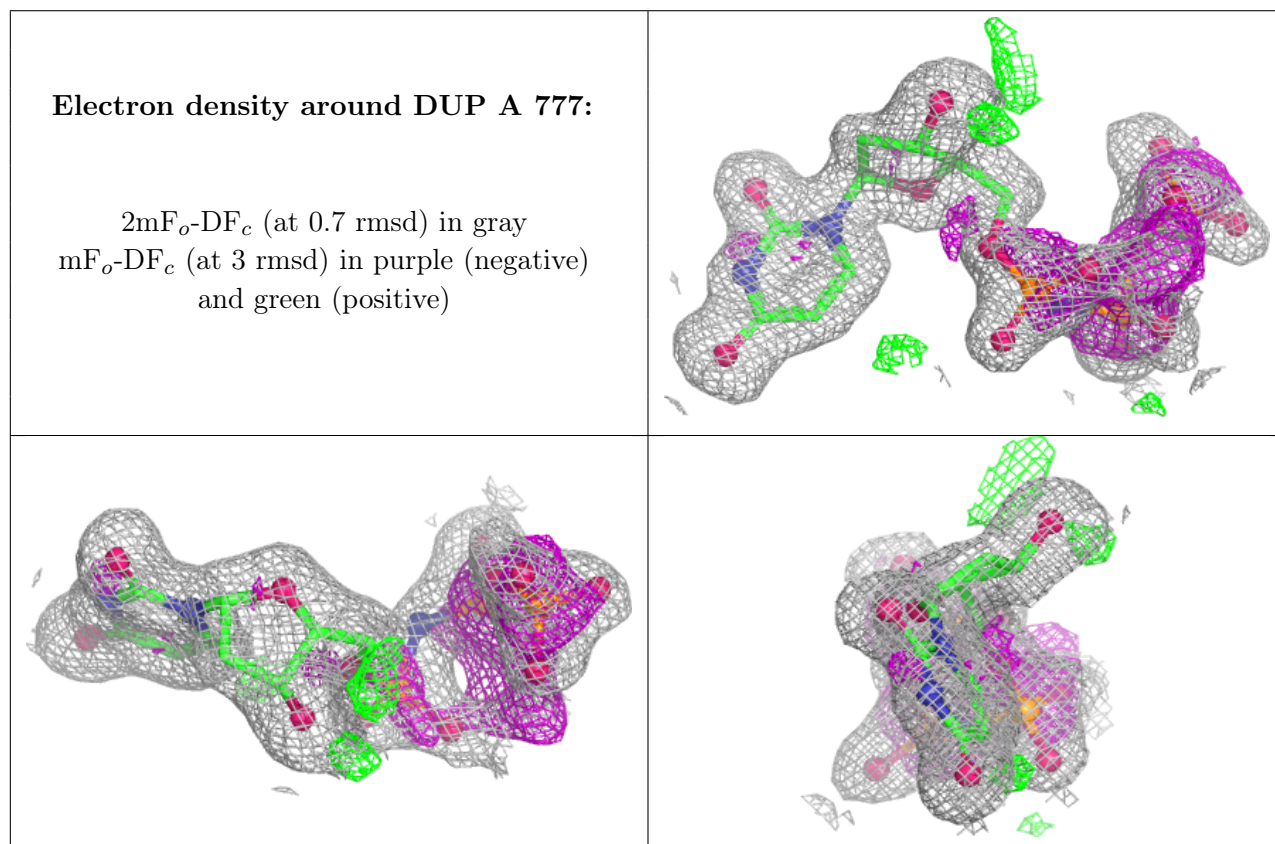 Electron density around DUP A 777:
2mFo-DFc (at 0.7 rmsd) in gray
mFo-DFc (at 3 rmsd) in purple (negative)
and green (positive)